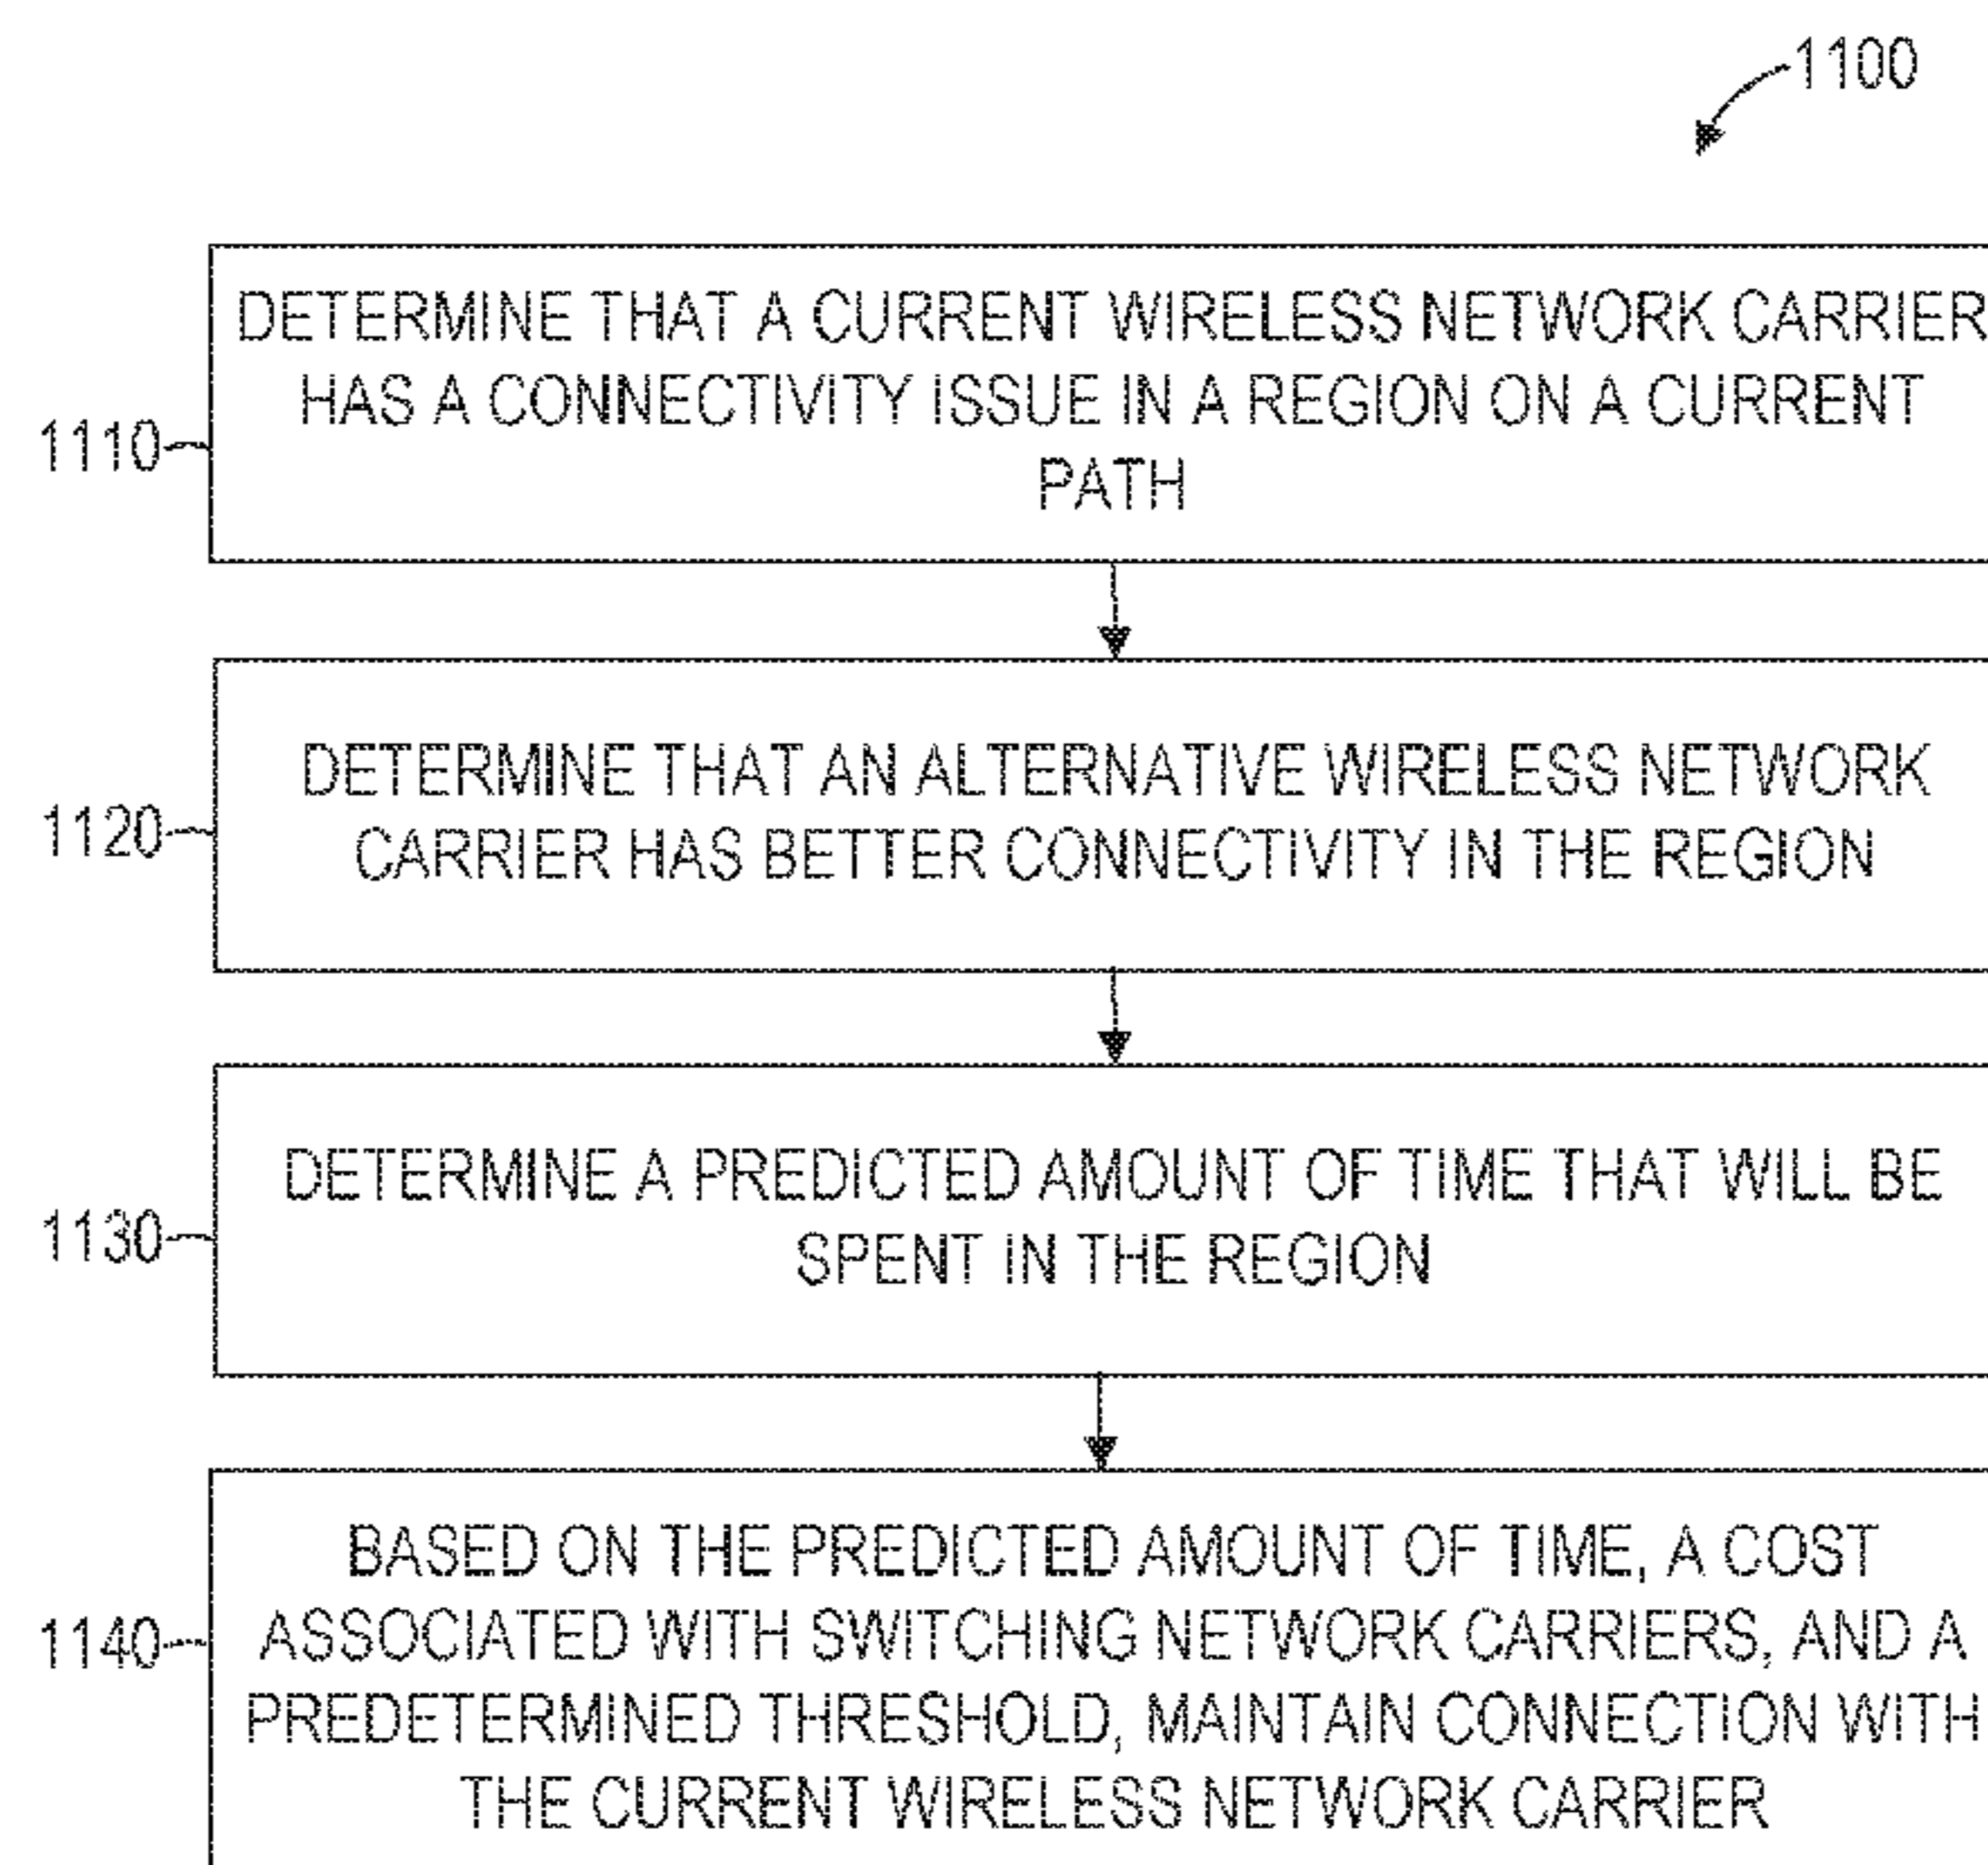 1100
DETERMINE THAT A CURRENT WIRELESS NETWORK CARRIER
HAS A CONNECTIVITY ISSUE IN A REGION ON A CURRENT
PATH
1110
DETERMINE THAT AN ALTERNATIVE WIRELESS NETWORK
CARRIER HAS BETTER CONNECTIVITY IN THE REGION
1120
DETERMINE A PREDICTED AMOUNT OF TIME THAT WILL BE
SPENT IN THE REGION
1130
BASED ON THE PREDICTED AMOUNT OF TIME, A COST
ASSOCIATED WITH SWITCHING NETWORK CARRIERS, AND A
PREDETERMINED THRESHOLD, MAINTAIN CONNECTION WITH
THE CURRENT WIRELESS NETWORK CARRIER
1140